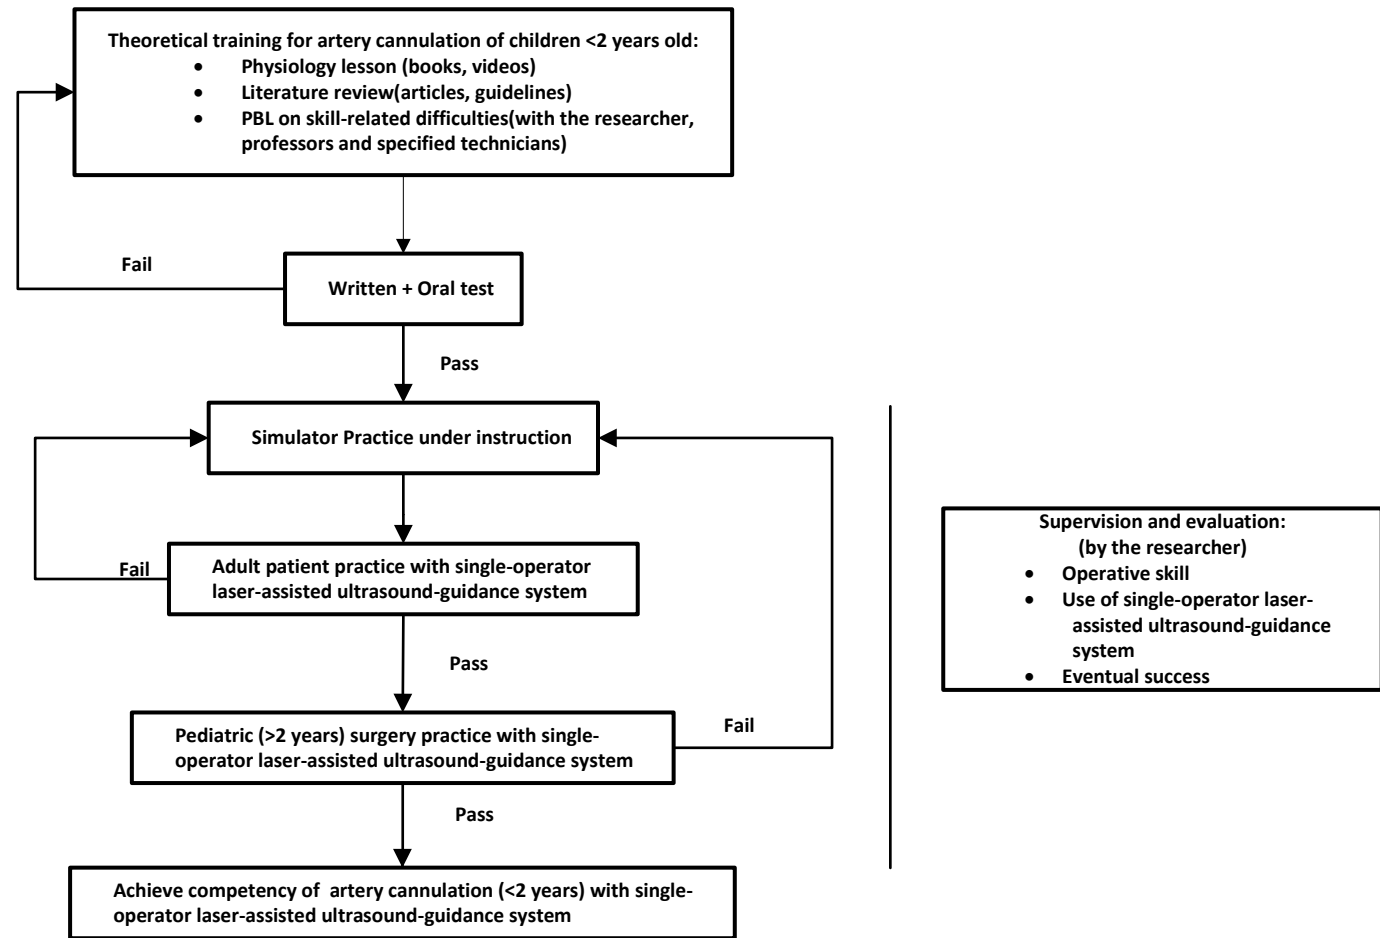 Theoretical training for artery cannulation of children <2 years old:
• Physiology lesson (books, videos)
• Literature review(articles, guidelines)
• PBL on skill-related difficulties(with the researcher,
professors and specified technicians)
Fail
Written + Oral test
Pass
Simulator Practice under instruction
Fail
Adult patient practice with single-operator
laser-assisted ultrasound-guidance system
Pass
Pediatric (>2 years) surgery practice with single-
operator laser-assisted ultrasound-guidance system
Fail
Pass
Achieve competency of artery cannulation (<2 years) with single-
operator laser-assisted ultrasound-guidance system
Supervision and evaluation:
(by the researcher)
• Operative skill
• Use of single-operator laser-
assisted ultrasound-guidance
system
• Eventual success